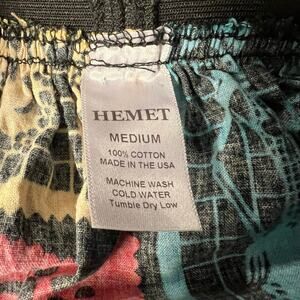 HEMET
MEDIUM
100% COTTON
MADE IN THE USA
MACHINE WASH
COLD WATER
Tumble Dry Low